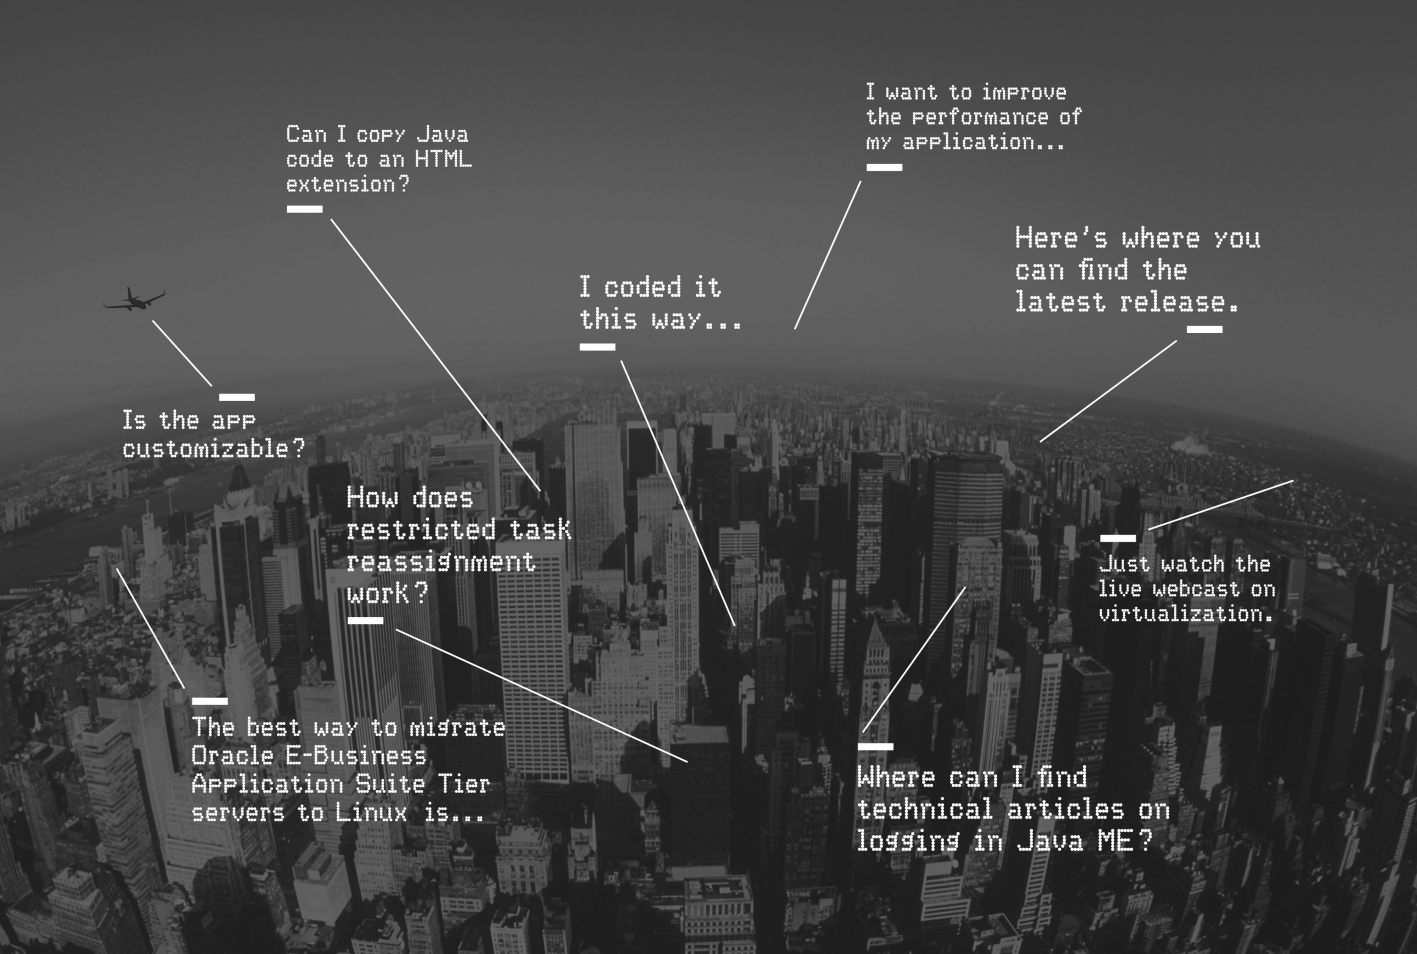 I want to improve
the performance of
my application...
Can I copy Java
code to an HTML
extension?
Here's where you
can find the
latest release.
I coded it
this way...
Is the app
customizable?
How does
restricted task
reassignment
work?
Just watch the
live webcast on
virtualization.
The best way to migrate
Oracle E-Business
Application Suite Tier
servers to Linux is...
Where can I find
technical articles on
logging in Java ME?